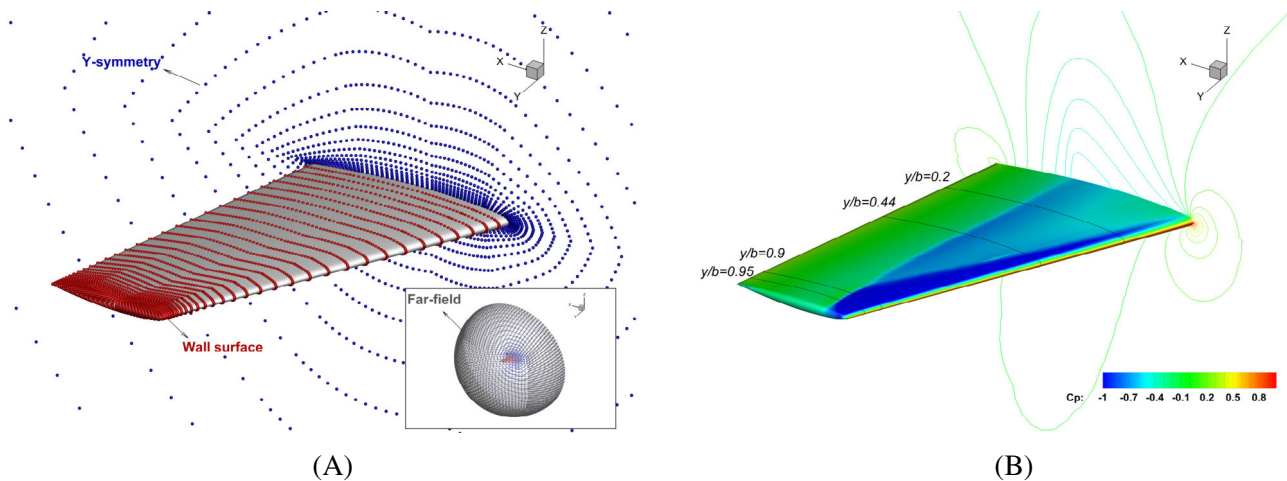 Y-symmetry
Z
X
Y
Far-field
Wall surface
(A)
Z
X
Y
y/b=0.2
y/b=0.44
y/b=0.9
y/b=0.95
Cp: -1 -0.7 -0.4 -0.1 0.2 0.5 0.8
(B)